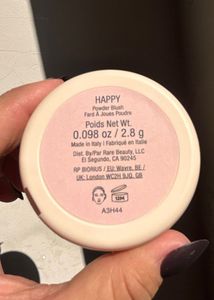 HAPPY
Powder Blush
Fard À Joues Poudre
Poids Net Wt.
0.098 oz / 2.8 g
Made in Italy | Fabriqué en Italie
Dist. By/Par Rare Beauty, LLC
El Segundo, CA 90245
RP BIORIUS / EU: Wavre, BE /
UK: London WC2H 9JQ, GB
12M
A3H44